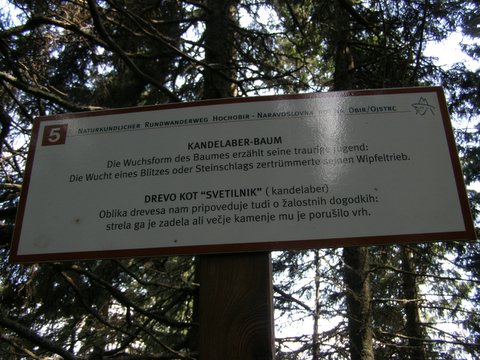 5
NATURKUNDLICHER RUNDWANDERWEG HOCHOBIR - NARAVOSLOVNA OBIR/OJSTRC
KANDELABER-BAUM
Die Wuchsform des Baumes erzählt seine traurige Jugend:
Die Wucht eines Blitzes oder Steinschlags zertrümmerte seinen Wipfeltrieb.
DREVO KOT "SVETILNIK" ( kandelaber)
Oblika drevesa nam pripoveduje tudi o žalostnih dogodkih:
strela ga je zadela ali večje kamenje mu je porušilo vrh.